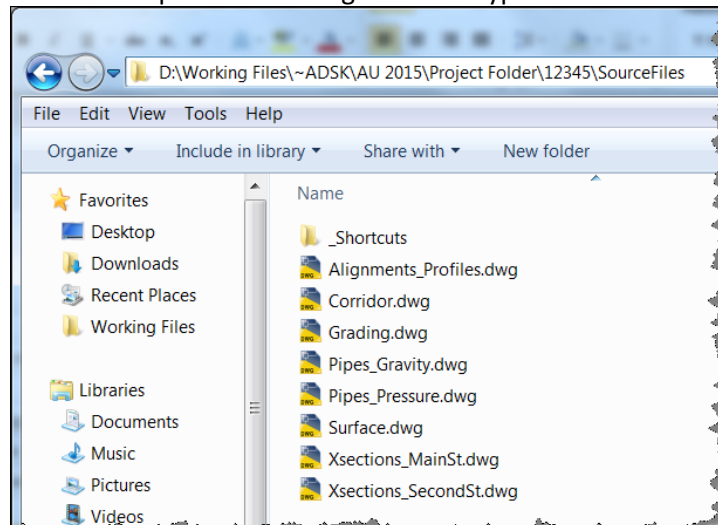 D:\Working Files\~ADSK\AU 2015\Project Folder\12345\SourceFiles
File Edit View Tools Help
Organize Include in library Share with New folder
Favorites
Desktop
Downloads
Recent Places
Working Files
Libraries
Documents
Music
Pictures
Videos
Name
_Shortcuts
Alignments_Profiles.dwg
Corridor.dwg
Grading.dwg
Pipes_Gravity.dwg
Pipes_Pressure.dwg
Surface.dwg
Xsections_MainSt.dwg
Xsections_SecondSt.dwg